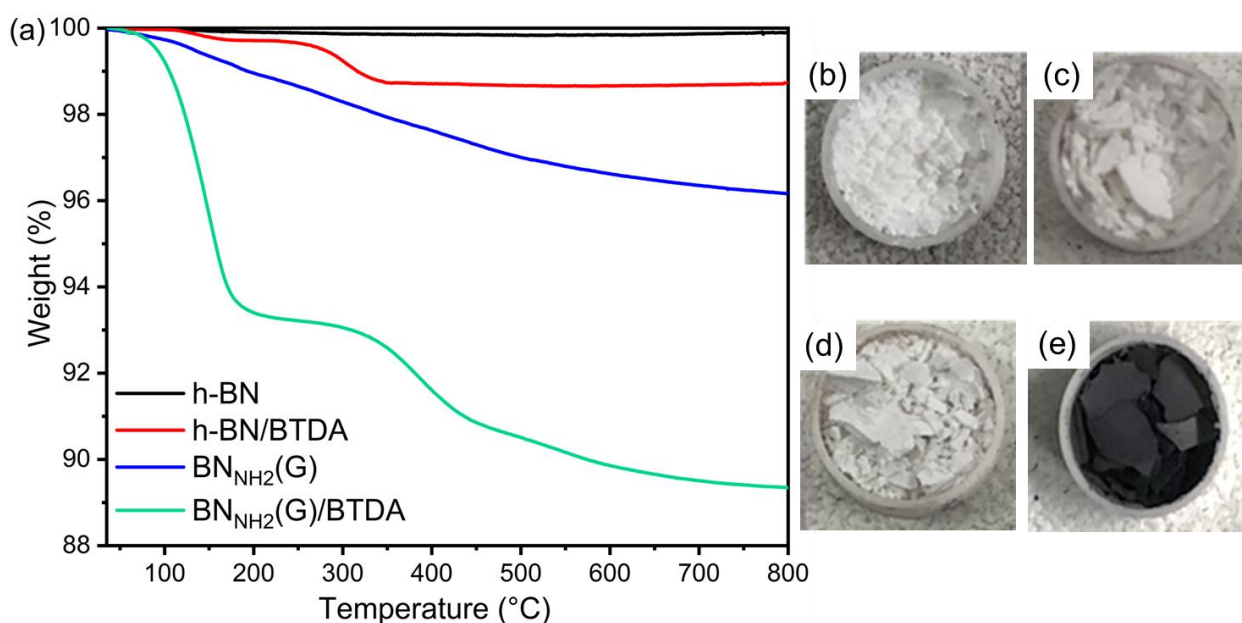 (a)
Weight (%)
100
98
96
94
92
90
88
h-BN
h-BN/BTDA
BN_NH2(G)
BN_NH2(G)/BTDA
100 200 300 400 500 600 700 800
Temperature (°C)
(b)
(c)
(d)
(e)